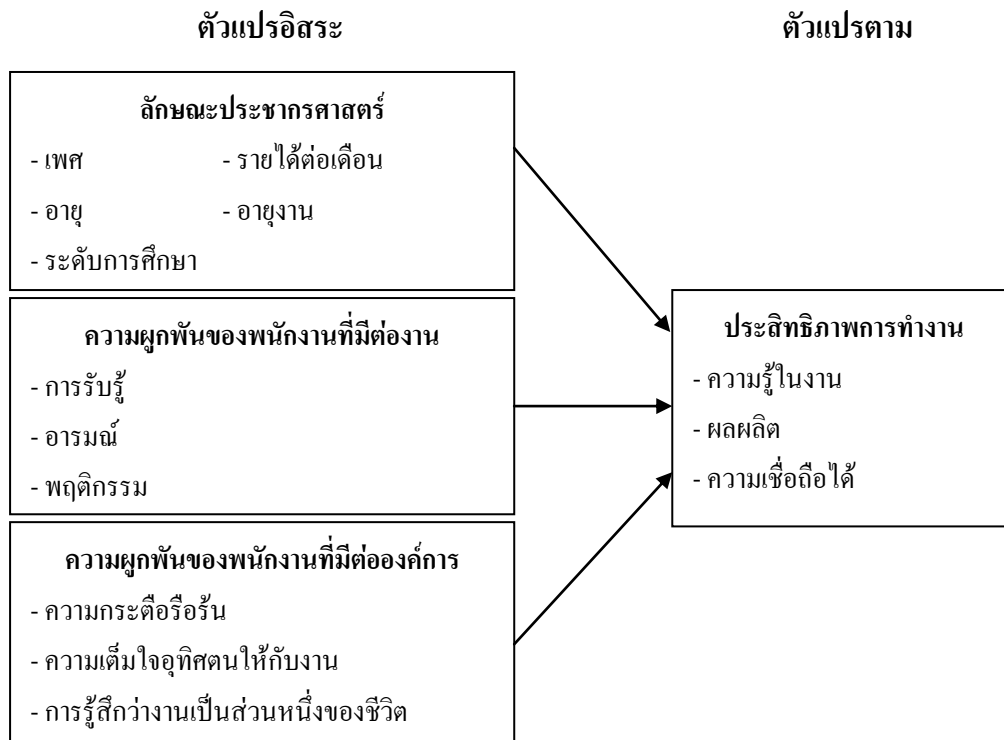 ตัวแปรอิสระ
ตัวแปรตาม
ลักษณะประชากรศาสตร์
- เพศ - รายได้ต่อเดือน
- อายุ - อายุงาน
- ระดับการศึกษา
ความผูกพันของพนักงานที่มีต่องาน
- การรับรู้
- อารมณ์
- พฤติกรรม
ความผูกพันของพนักงานที่มีต่อองค์การ
- ความกระตือรือร้น
- ความเต็มใจอุทิศตนให้กับงาน
- การรู้สึกว่างานเป็นส่วนหนึ่งของชีวิต
ประสิทธิภาพการทำงาน
- ความรู้ในงาน
- ผลผลิต
- ความเชื่อถือได้